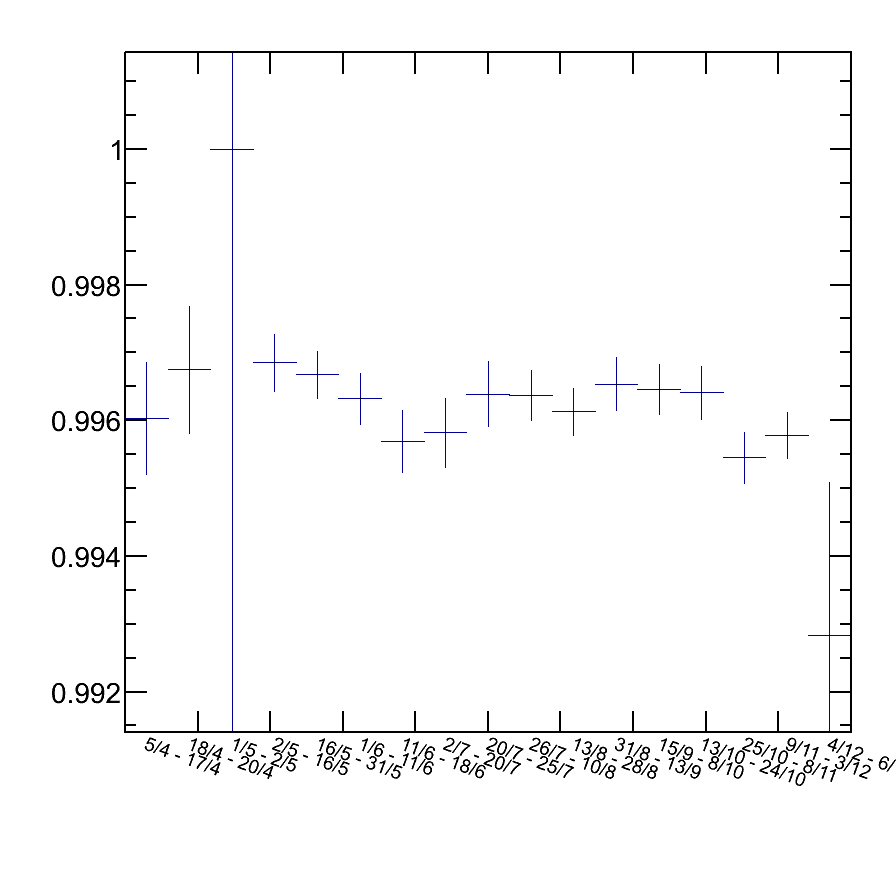 1
0.998
0.996
0.994
0.992
5/4 - 17/4
18/4 - 20/4
1/5 - 2/5
2/5 - 16/5
16/5 - 31/5
1/6 - 11/6
11/6 - 18/6
2/7 - 20/7
20/7 - 25/7
26/7 - 10/8
13/8 - 28/8
31/8 - 13/9
15/9 - 8/10
13/10 - 24/10
25/10 - 8/11
9/11 - 3/12
4/12 - 6/